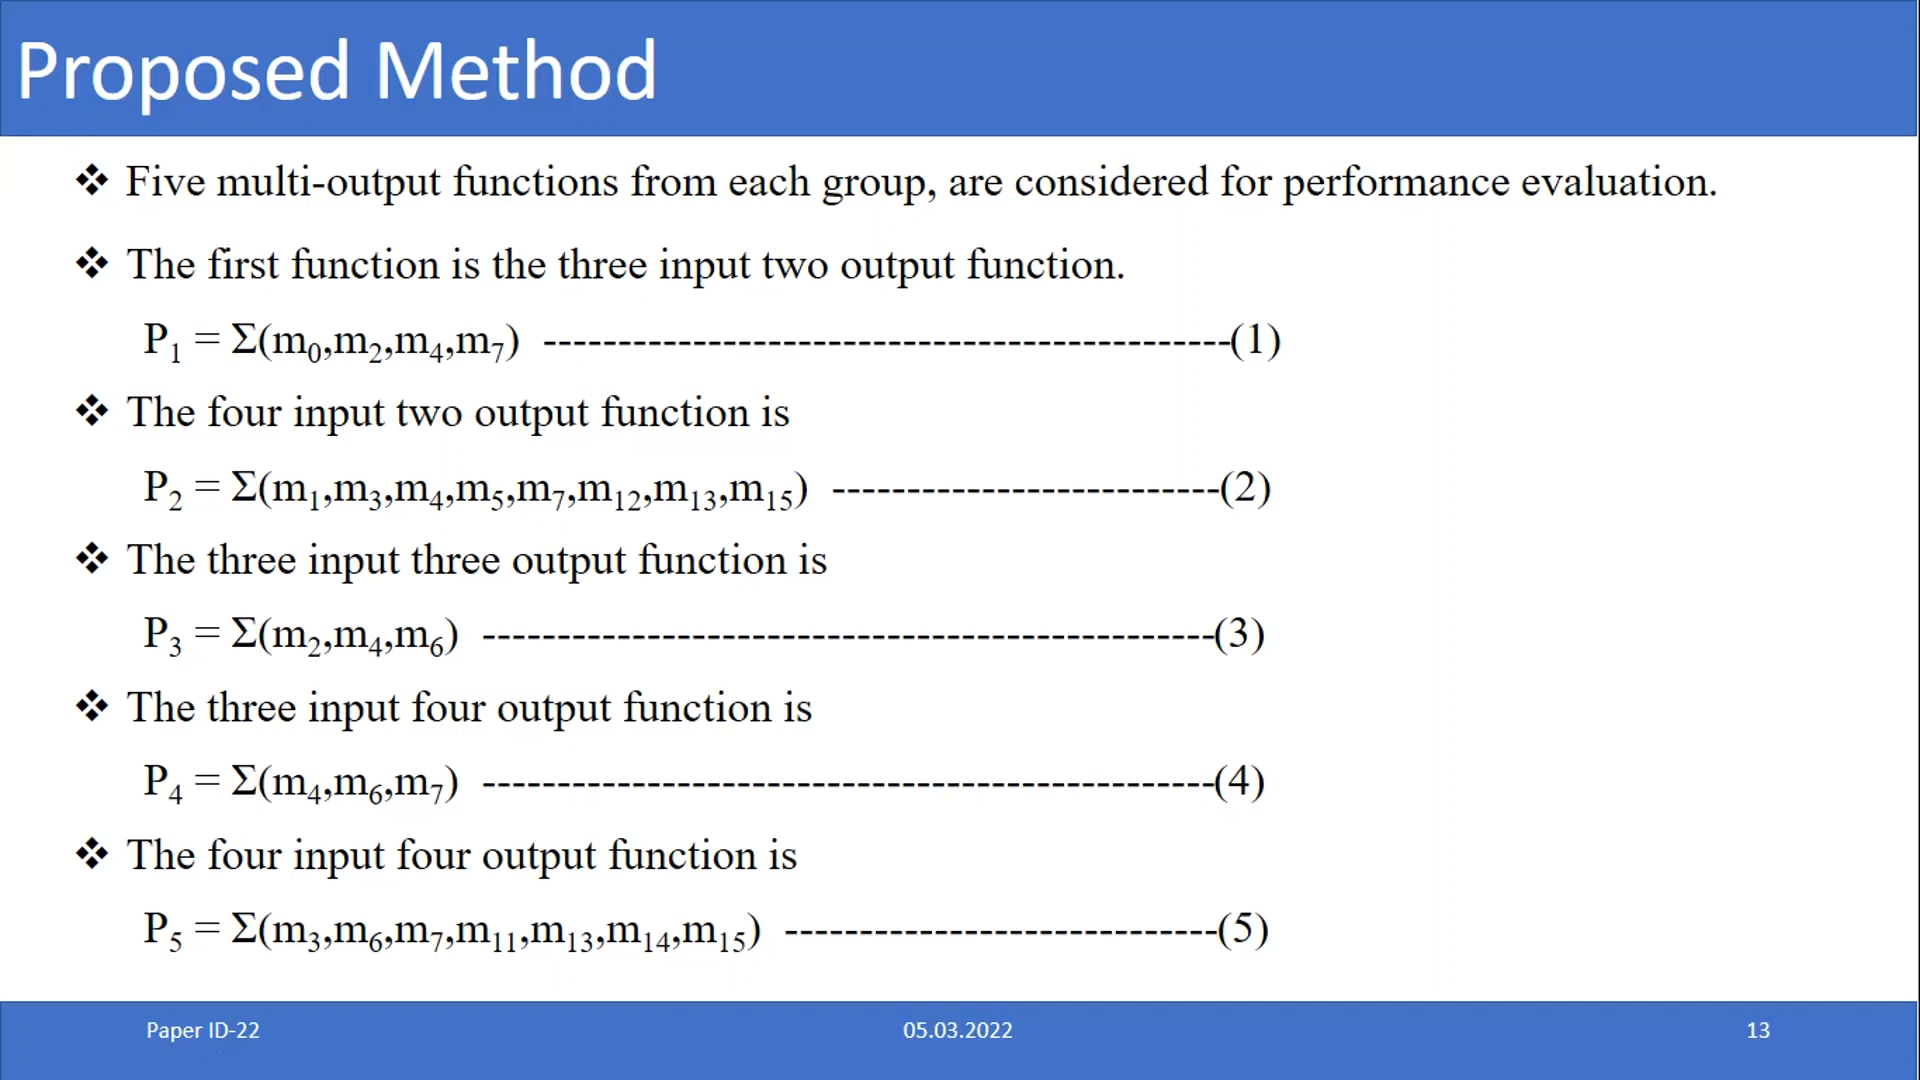 Proposed Method
❖ Five multi-output functions from each group, are considered for performance evaluation.
❖ The first function is the three input two output function.
P₁ = Σ(m₀,m₂,m₄,m₇) ----------------------------------------------(1)
❖ The four input two output function is
P₂ = Σ(m₁,m₃,m₄,m₅,m₇,m₁₂,m₁₃,m₁₅) --------------------------(2)
❖ The three input three output function is
P₃ = Σ(m₂,m₄,m₆) -------------------------------------------------(3)
❖ The three input four output function is
P₄ = Σ(m₄,m₆,m₇) -------------------------------------------------(4)
❖ The four input four output function is
P₅ = Σ(m₃,m₆,m₇,m₁₁,m₁₃,m₁₄,m₁₅) -----------------------------(5)
Paper ID-22
05.03.2022
13